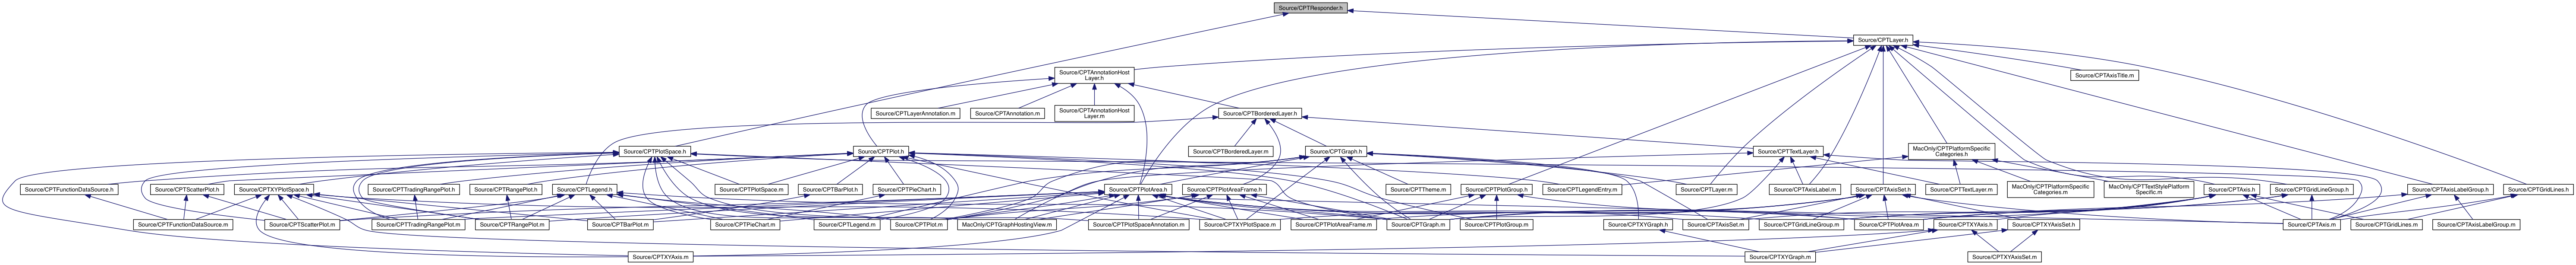 Source/CPTResponder.h
Source/CPTLayer.h
Source/CPTAnnotationHost
Layer.h
Source/CPTAxisTitle.m
Source/CPTLayerAnnotation.m
Source/CPTAnnotation.m
Source/CPTAnnotationHost
Layer.m
Source/CPTBorderedLayer.h
Source/CPTPlotSpace.h
Source/CPTPlot.h
Source/CPTBorderedLayer.m
Source/CPTGraph.h
Source/CPTTextLayer.h
MacOnly/CPTPlatformSpecific
Categories.h
Source/CPTFunctionDataSource.h
Source/CPTScatterPlot.h
Source/CPTXYPlotSpace.h
Source/CPTTradingRangePlot.h
Source/CPTRangePlot.h
Source/CPTLegend.h
Source/CPTPlotSpace.m
Source/CPTBarPlot.h
Source/CPTPieChart.h
Source/CPTPlotArea.h
Source/CPTPlotAreaFrame.h
Source/CPTTheme.m
Source/CPTPlotGroup.h
Source/CPTLegendEntry.m
Source/CPTLayer.m
Source/CPTAxisLabel.m
Source/CPTAxisSet.h
Source/CPTTextLayer.m
MacOnly/CPTPlatformSpecific
Categories.m
MacOnly/CPTTextStylePlatform
Specific.m
Source/CPTAxis.h
Source/CPTGridLineGroup.h
Source/CPTAxisLabelGroup.h
Source/CPTGridLines.h
Source/CPTFunctionDataSource.m
Source/CPTScatterPlot.m
Source/CPTTradingRangePlot.m
Source/CPTRangePlot.m
Source/CPTBarPlot.m
Source/CPTPieChart.m
Source/CPTLegend.m
Source/CPTPlot.m
MacOnly/CPTGraphHostingView.m
Source/CPTPlotSpaceAnnotation.m
Source/CPTXYPlotSpace.m
Source/CPTPlotAreaFrame.m
Source/CPTGraph.m
Source/CPTPlotGroup.m
Source/CPTXYGraph.h
Source/CPTAxisSet.m
Source/CPTGridLineGroup.m
Source/CPTPlotArea.m
Source/CPTXYAxis.h
Source/CPTXYAxisSet.h
Source/CPTAxis.m
Source/CPTGridLines.m
Source/CPTAxisLabelGroup.m
Source/CPTXYAxis.m
Source/CPTXYGraph.m
Source/CPTXYAxisSet.m